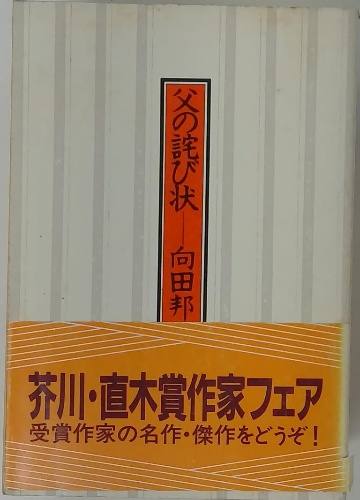 父の詫び状──向田邦
芥川・直木賞作家フェア
受賞作家の名作・傑作をどうぞ!